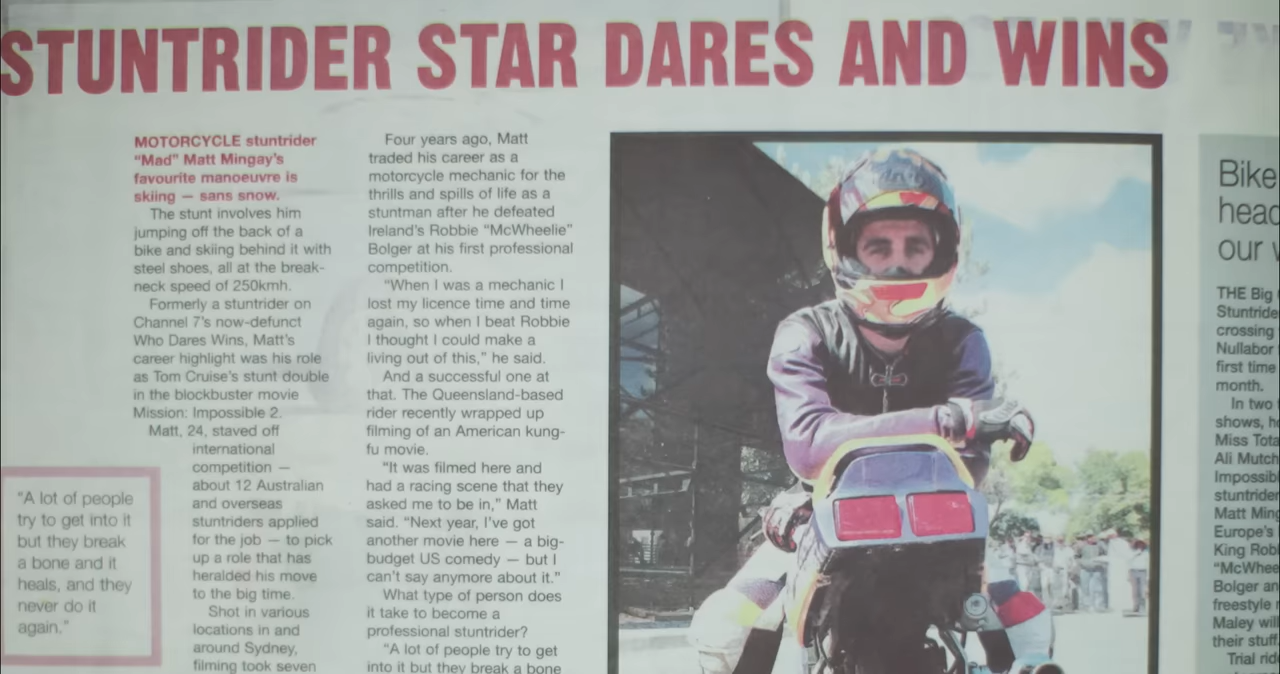 STUNTRIDER STAR DARES AND WINS
MOTORCYCLE stuntrider
“Mad” Matt Mingay’s
favourite manoeuvre is
skiing — sans snow.
The stunt involves him
jumping off the back of a
bike and skiing behind it with
steel shoes, all at the break-
neck speed of 250kmh.
Formerly a stuntrider on
Channel 7’s now-defunct
Who Dares Wins, Matt’s
career highlight was his role
as Tom Cruise’s stunt double
in the blockbuster movie
Mission: Impossible 2.
Matt, 24, staved off
international
competition —
about 12 Australian
and overseas
stuntriders applied
for the job — to pick
up a role that has
heralded his move
to the big time.
Shot in various
locations in and
around Sydney,
filming took seven
“A lot of people
try to get into it
but they break
a bone and it
heals, and they
never do it
again.”
Four years ago, Matt
traded his career as a
motorcycle mechanic for the
thrills and spills of life as a
stuntman after he defeated
Ireland’s Robbie “McWheelie”
Bolger at his first professional
competition.
“When I was a mechanic I
lost my licence time and time
again, so when I beat Robbie
I thought I could make a
living out of this,” he said.
And a successful one at
that. The Queensland-based
rider recently wrapped up
filming of an American kung-
fu movie.
“It was filmed here and
had a racing scene that they
asked me to be in,” Matt
said. “Next year, I’ve got
another movie here — a big-
budget US comedy — but I
can’t say anymore about it.”
What type of person does
it take to become a
professional stuntrider?
“A lot of people try to get
into it but they break a bone
Bike
our
THE Big
Stuntride
crossing
Nullabor
first time
month.
In two
shows,
Miss Tota
Ali Mutch
Impossib
stuntrider
Matt Ming
Europe’s
King Rob
“McWhee
Bolger an
freestyle
Maley will
their stuff.
Trial rid